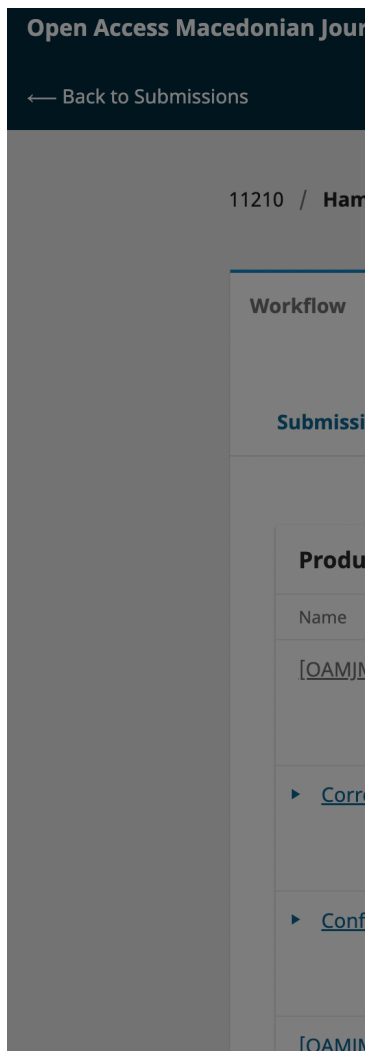 Open Access Macedonian Jour
⟵ Back to Submissions
11210 / Ham
Workflow
Submissi
Produ
Name
[OAMJM
Corre
Conf
[OAMJM